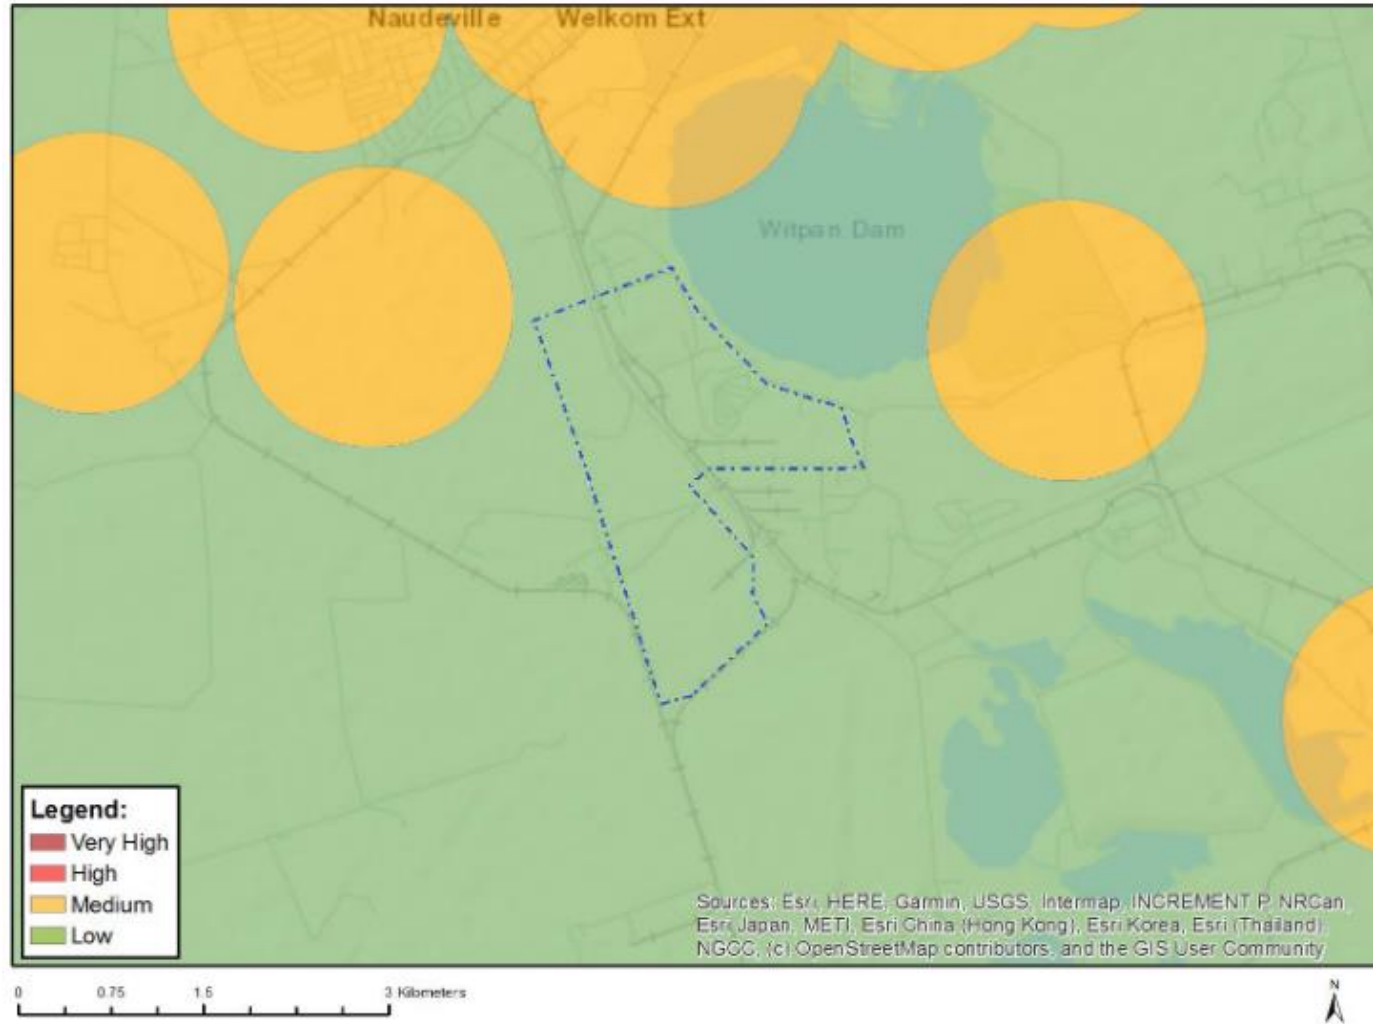 Naudeville Welkom Ext
Witpan Dam
Legend:
Very High
High
Medium
Low
Sources: Esri, HERE, Garmin, USGS, Intermap, INCREMENT P, NRCan,
Esri Japan, METI, Esri China (Hong Kong), Esri Korea, Esri (Thailand),
NGCC, (c) OpenStreetMap contributors, and the GIS User Community
0 0.75 1.5 3 Kilometers
N